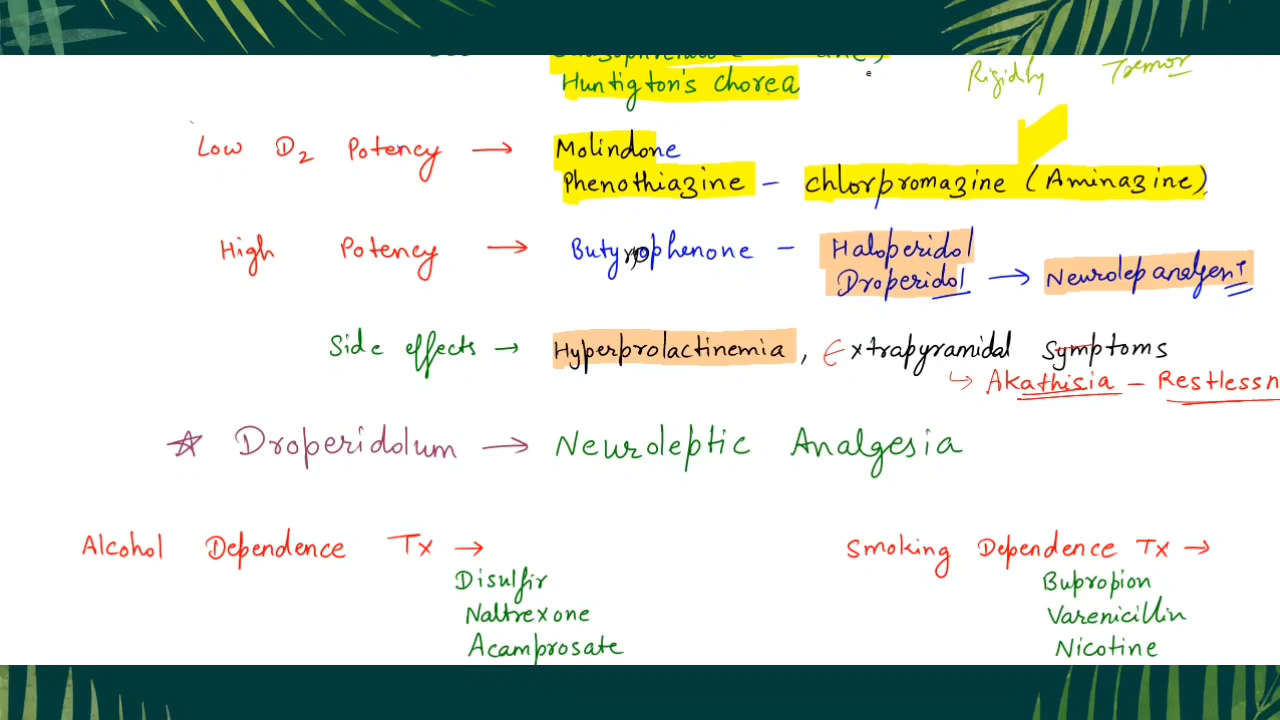 Huntigton's chorea
Rigidity Tremor
Low D2 Potency → Molindone
Phenothiazine - chlorpromazine (Aminazine)
High Potency → Butyrophenone - Haloperidol
Droperidol → Neurolepanalgent
Side effects → Hyperprolactinemia, Extrapyramidal symptoms
↳ Akathisia - Restlessn
☆ Droperidolum → Neuroleptic Analgesia
Alcohol Dependence Tx →
Disulfir
Naltrexone
Acamprosate
Smoking Dependence Tx →
Bupropion
Varenicillin
Nicotine